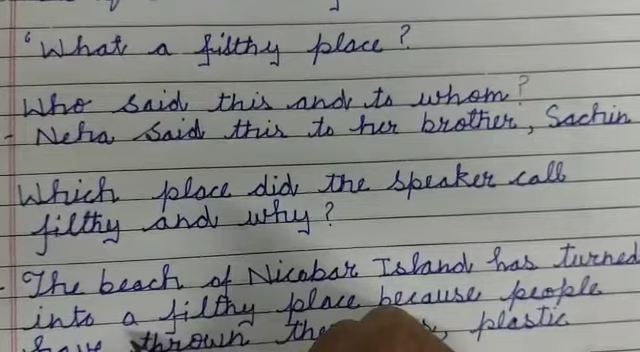 'What a filthy place?
Who said this and to whom?
- Neha said this to her brother, Sachin
Which place did the speaker call
filthy and why?
- The beach of Nicobar Island has turned
into a filthy place because people
have thrown plastic